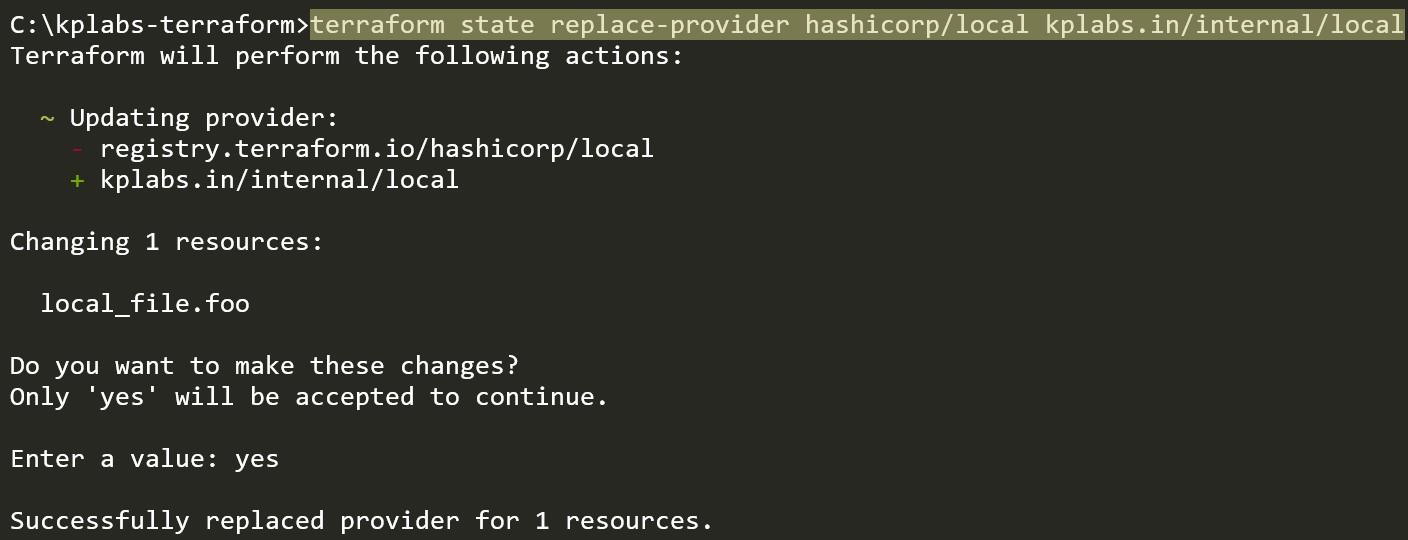 C:\kplabs-terraform>terraform state replace-provider hashicorp/local kplabs.in/internal/local
Terraform will perform the following actions:
~ Updating provider:
- registry.terraform.io/hashicorp/local
+ kplabs.in/internal/local
Changing 1 resources:
local_file.foo
Do you want to make these changes?
Only 'yes' will be accepted to continue.
Enter a value: yes
Successfully replaced provider for 1 resources.